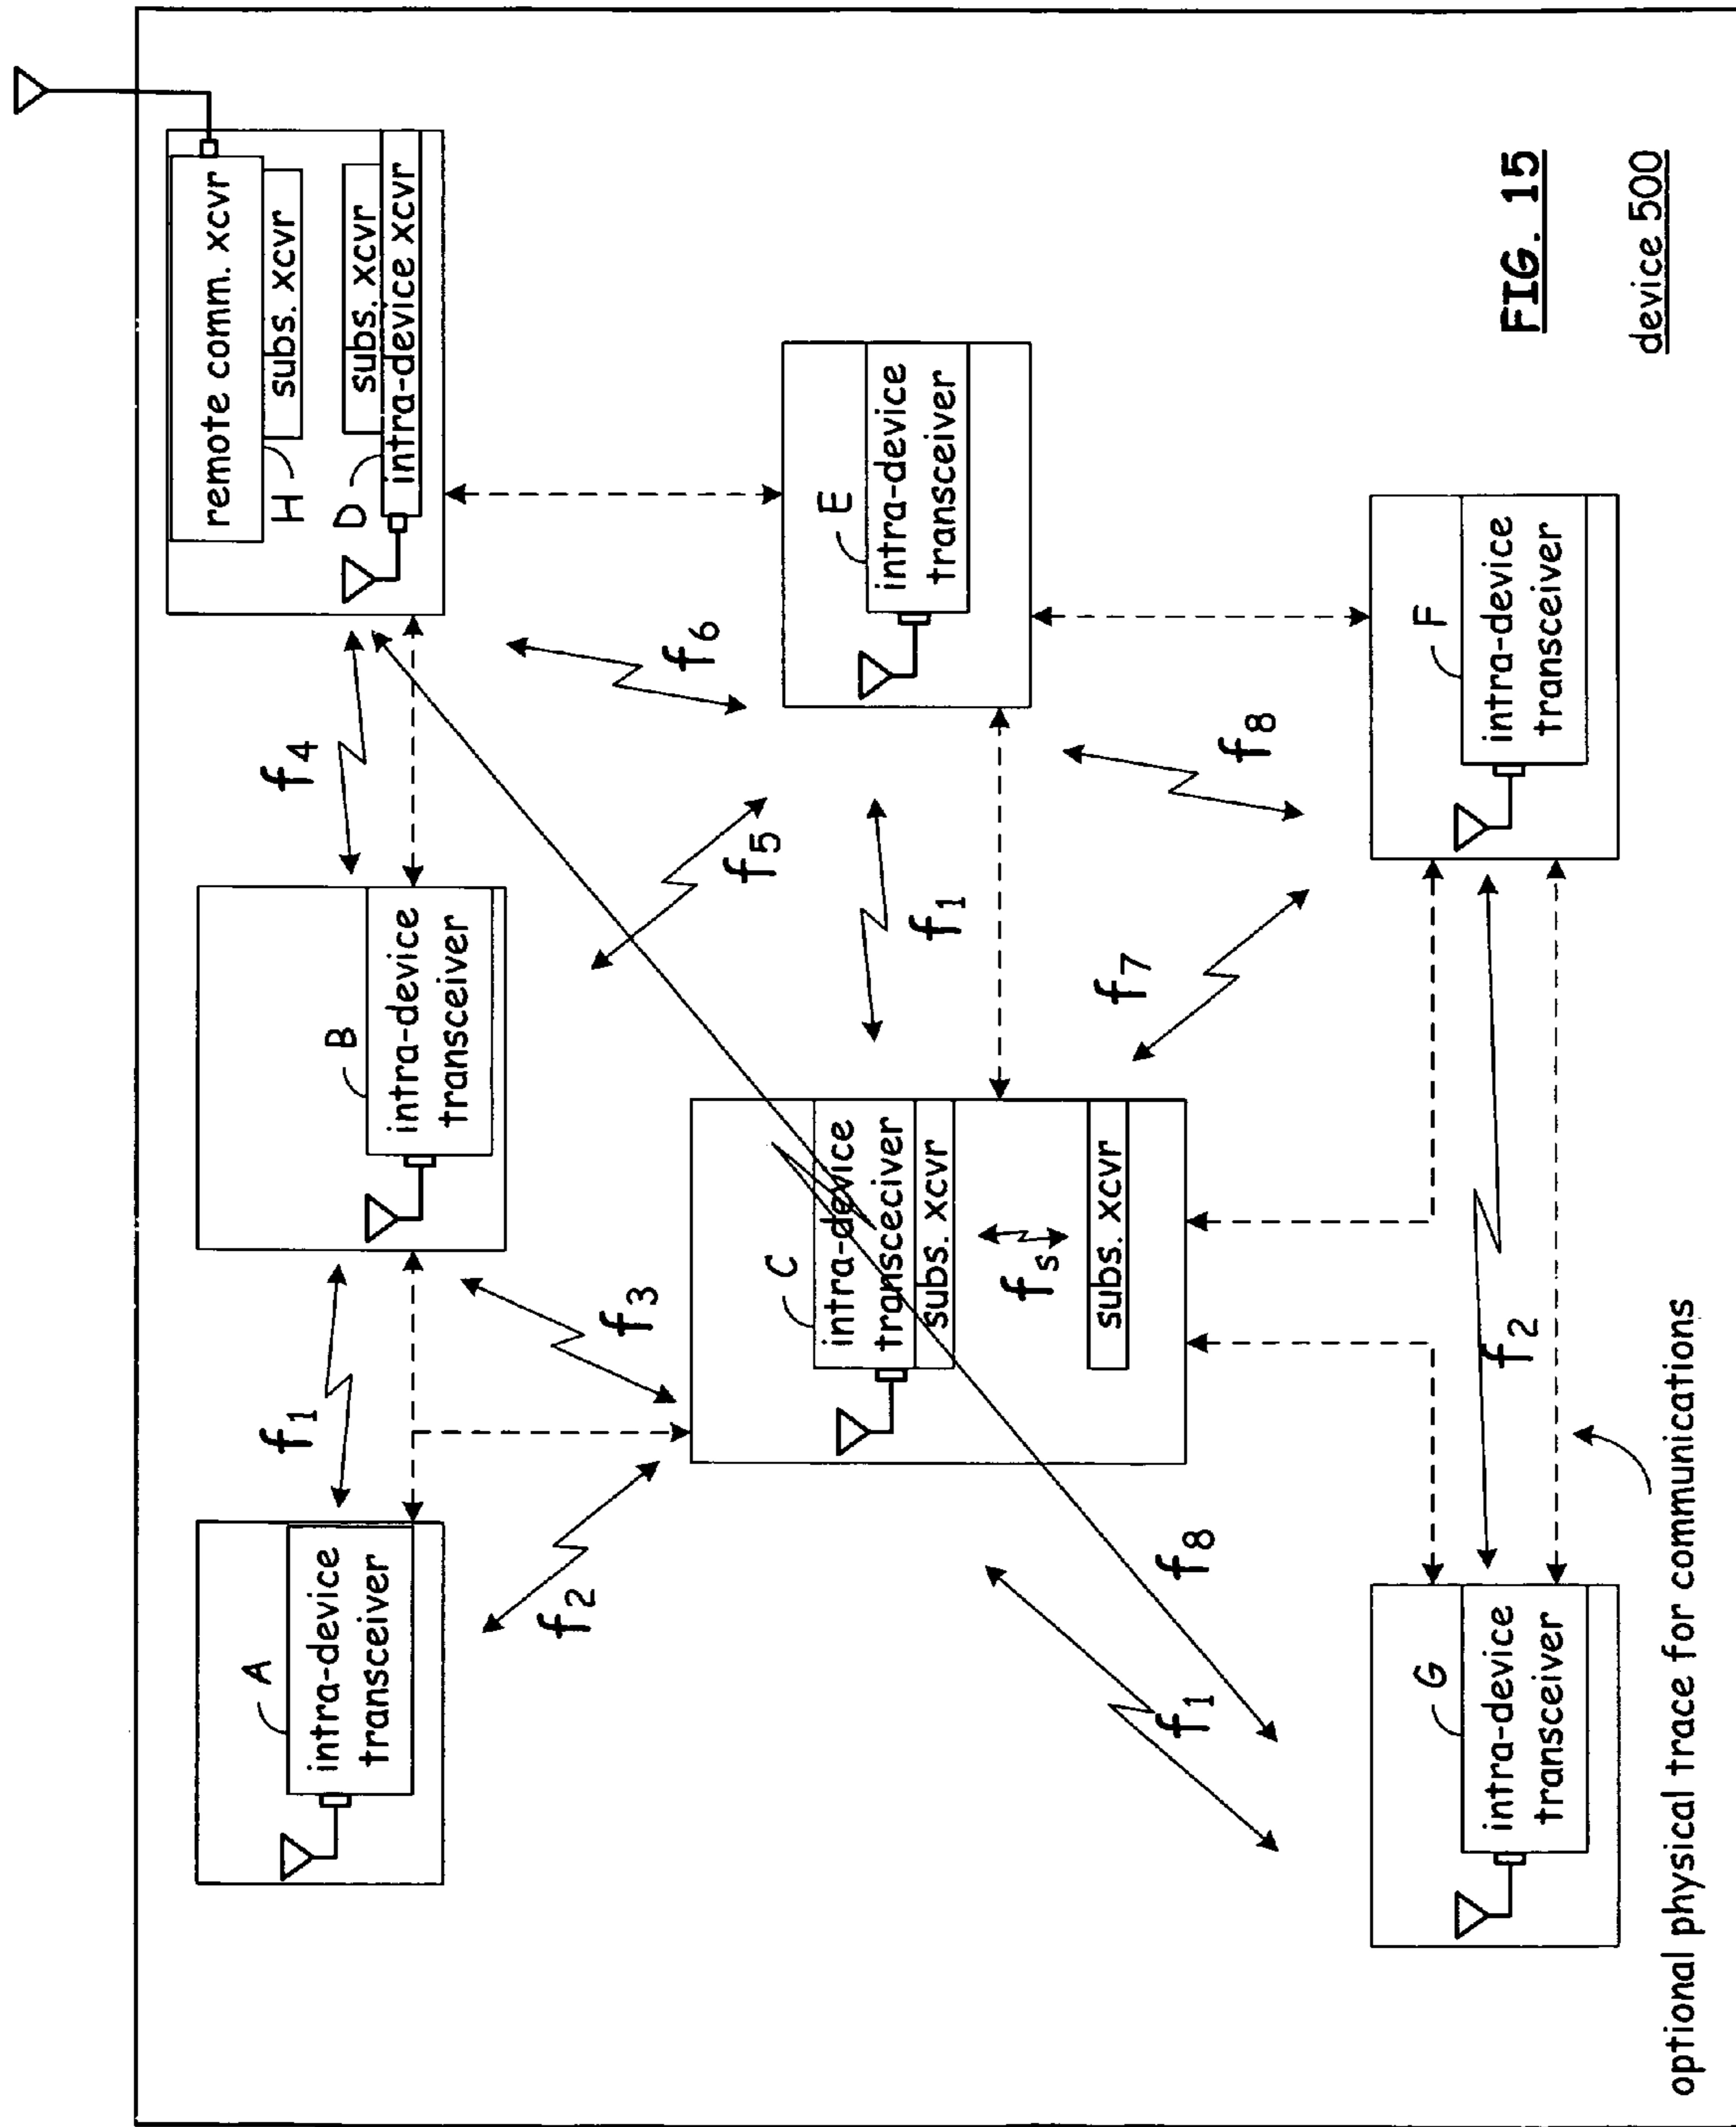 A
intra-device
transceiver
f1
B
intra-device
transceiver
f4
remote comm. xcvr
H
subs. xcvr
D
subs. xcvr
intra-device xcvr
f2
f3
f5
f6
C
intra-device
transceciver
subs. xcvr
fs
subs. xcvr
f1
E
intra-device
transceiver
f1
f8
f7
f8
G
intra-device
transceiver
f2
F
intra-device
transceiver
optional physical trace for communications
FIG. 15
device 500